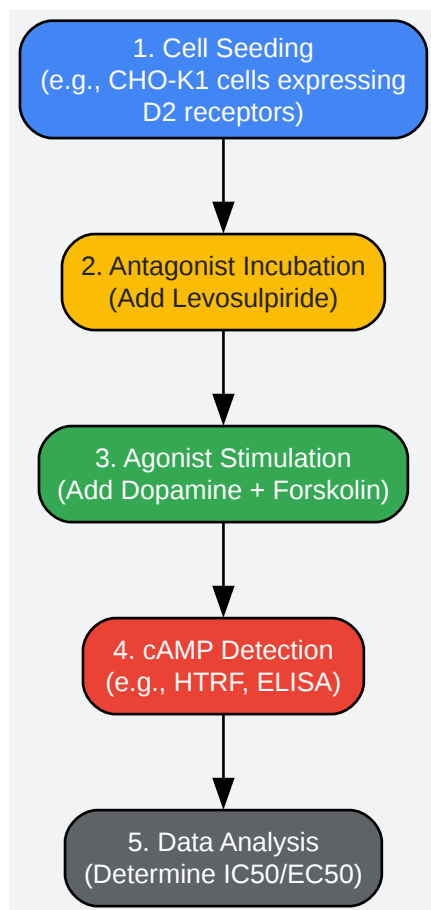 1. Cell Seeding
(e.g., CHO-K1 cells expressing
D2 receptors)
2. Antagonist Incubation
(Add Levosulpiride)
3. Agonist Stimulation
(Add Dopamine + Forskolin)
4. cAMP Detection
(e.g., HTRF, ELISA)
5. Data Analysis
(Determine IC50/EC50)